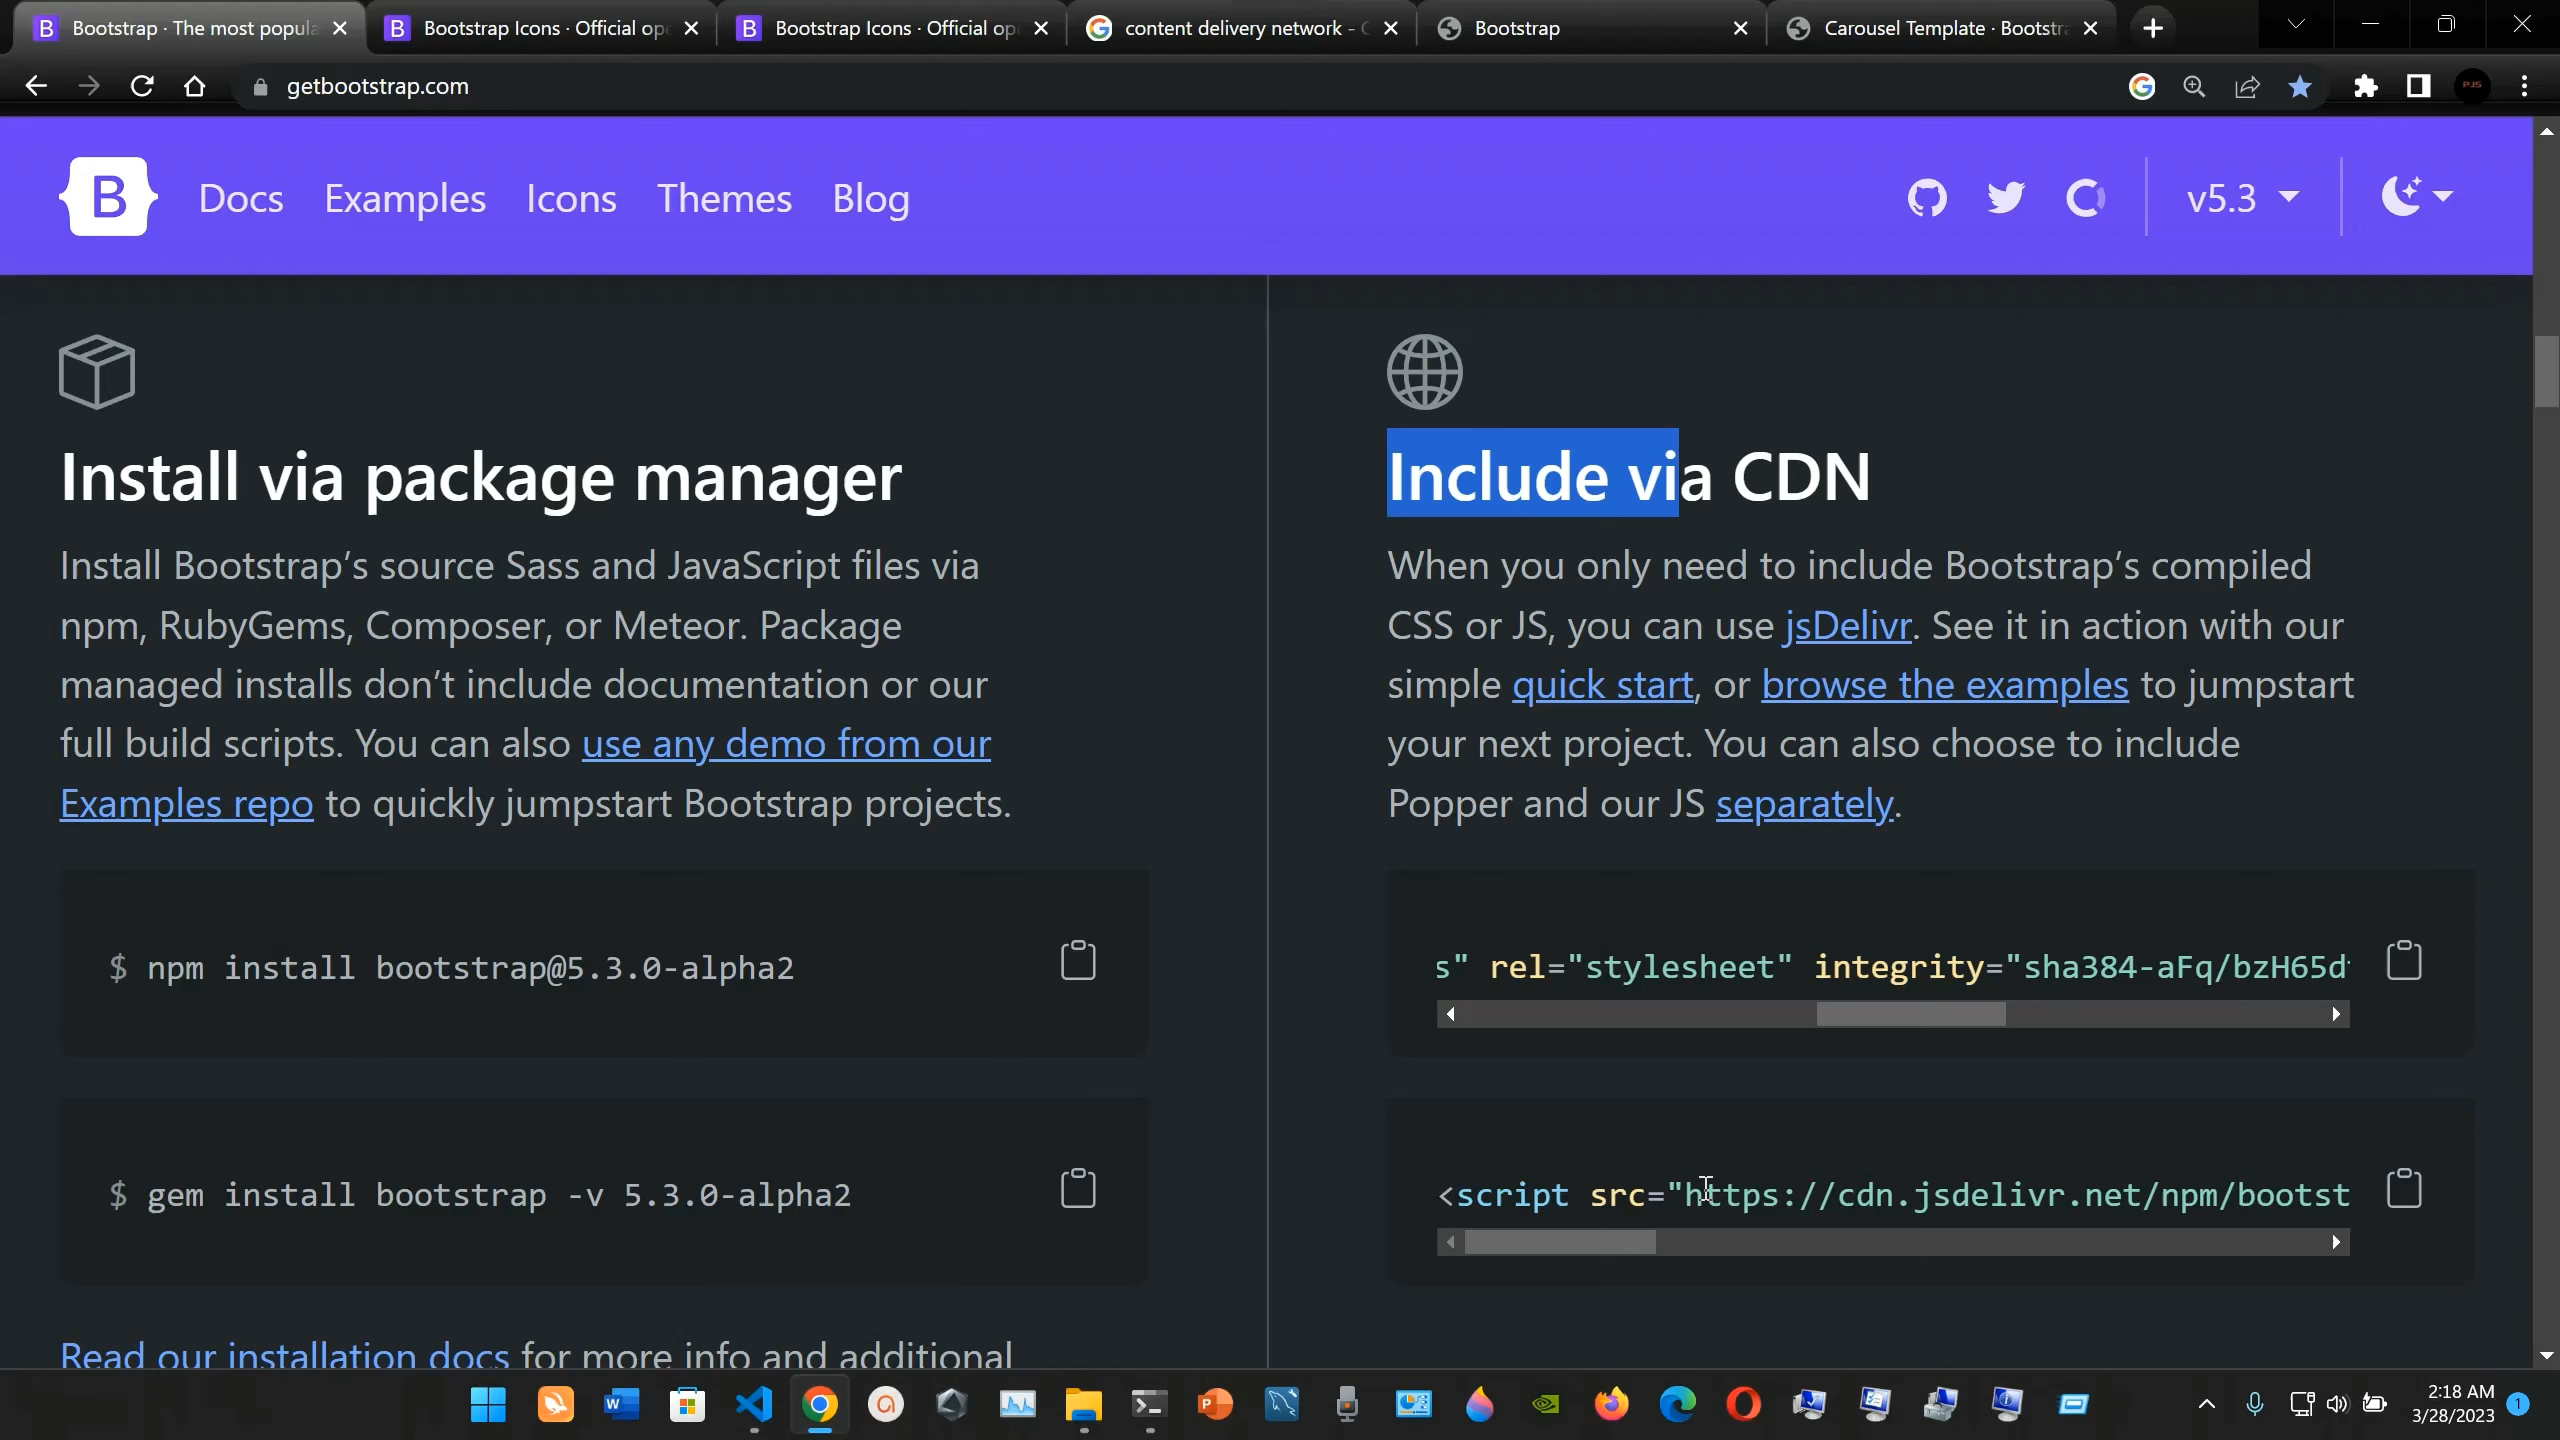 Bootstrap · The most popula
Bootstrap Icons · Official op
Bootstrap Icons · Official op
content delivery network -
Bootstrap
Carousel Template · Bootstra
getbootstrap.com
PJS
B
Docs
Examples
Icons
Themes
Blog
v5.3
Install via package manager
Install Bootstrap’s source Sass and JavaScript files via
npm, RubyGems, Composer, or Meteor. Package
managed installs don’t include documentation or our
full build scripts. You can also use any demo from our
Examples repo to quickly jumpstart Bootstrap projects.
$ npm install bootstrap@5.3.0-alpha2
$ gem install bootstrap -v 5.3.0-alpha2
Read our installation docs for more info and additional
Include via CDN
When you only need to include Bootstrap’s compiled
CSS or JS, you can use jsDelivr. See it in action with our
simple quick start, or browse the examples to jumpstart
your next project. You can also choose to include
Popper and our JS separately.
s" rel="stylesheet" integrity="sha384-aFq/bzH65d
<script src="https://cdn.jsdelivr.net/npm/bootst
2:18 AM
3/28/2023
1